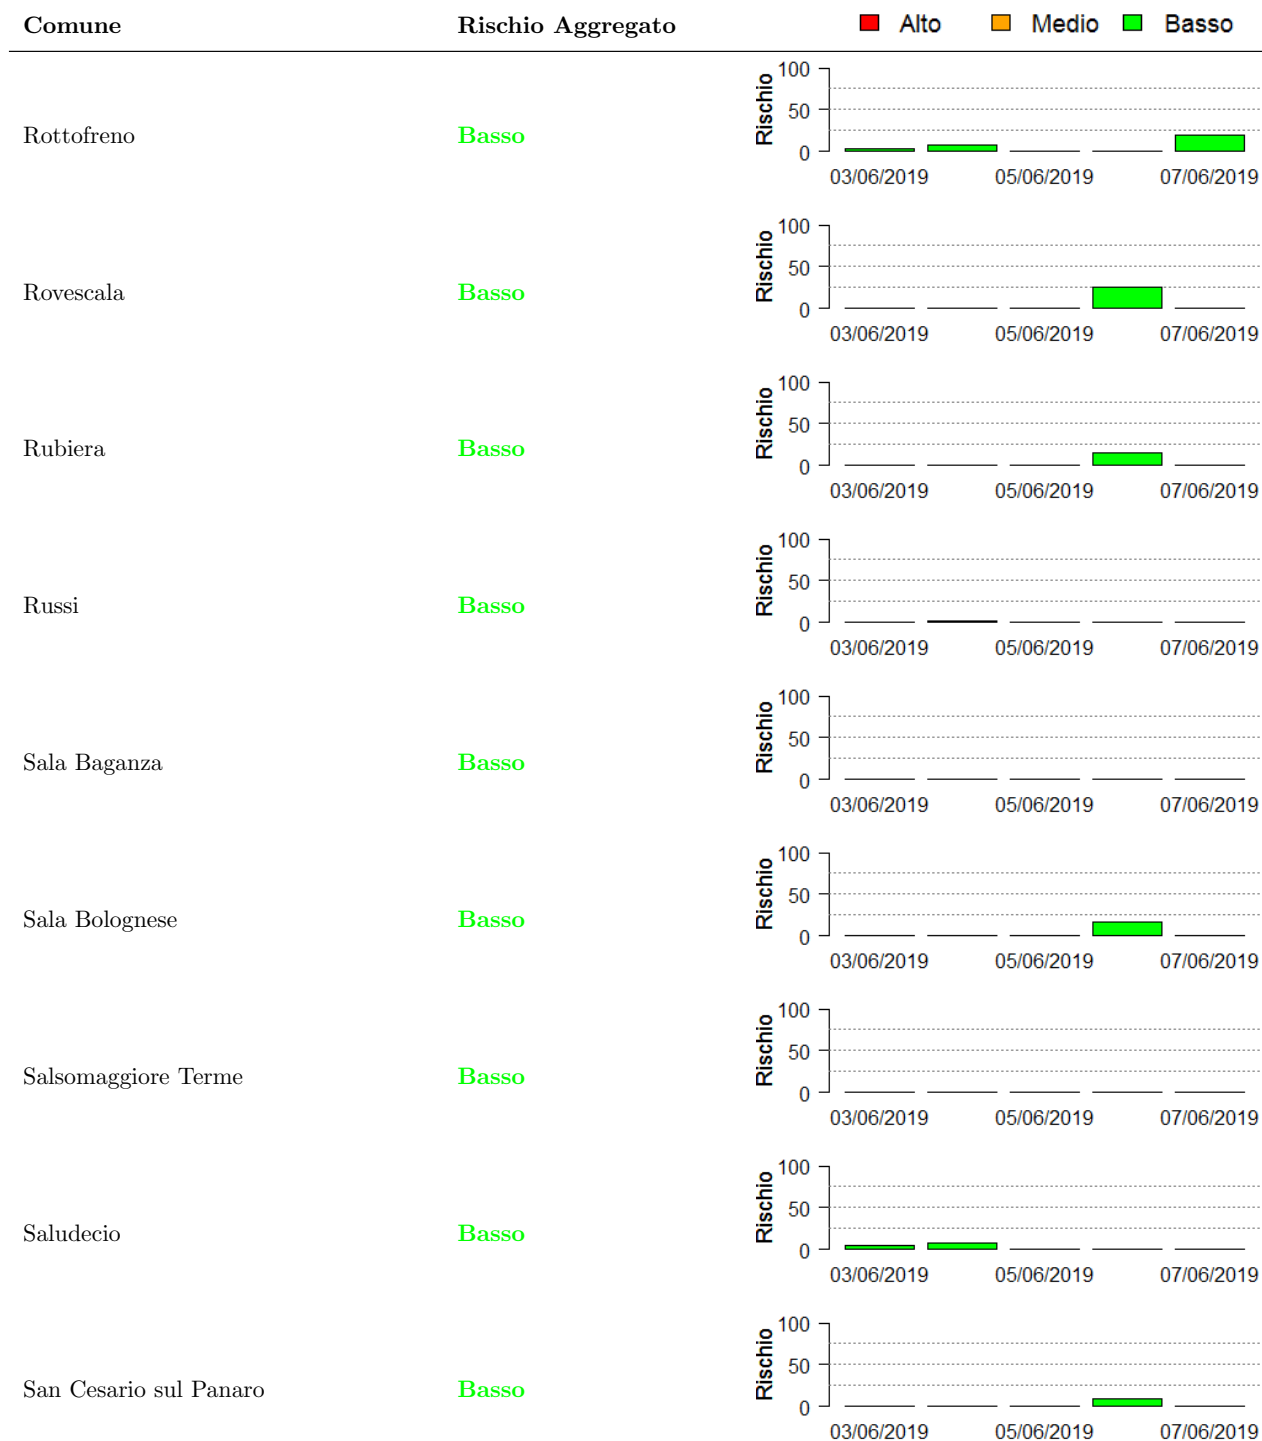 Comune Rischio Aggregato Alto Medio Basso
Rottofreno Basso
Rischio
100
50
0
03/06/2019 05/06/2019 07/06/2019
Rovescala Basso
Rischio
100
50
0
03/06/2019 05/06/2019 07/06/2019
Rubiera Basso
Rischio
100
50
0
03/06/2019 05/06/2019 07/06/2019
Russi Basso
Rischio
100
50
0
03/06/2019 05/06/2019 07/06/2019
Sala Baganza Basso
Rischio
100
50
0
03/06/2019 05/06/2019 07/06/2019
Sala Bolognese Basso
Rischio
100
50
0
03/06/2019 05/06/2019 07/06/2019
Salsomaggiore Terme Basso
Rischio
100
50
0
03/06/2019 05/06/2019 07/06/2019
Saludecio Basso
Rischio
100
50
0
03/06/2019 05/06/2019 07/06/2019
San Cesario sul Panaro Basso
Rischio
100
50
0
03/06/2019 05/06/2019 07/06/2019